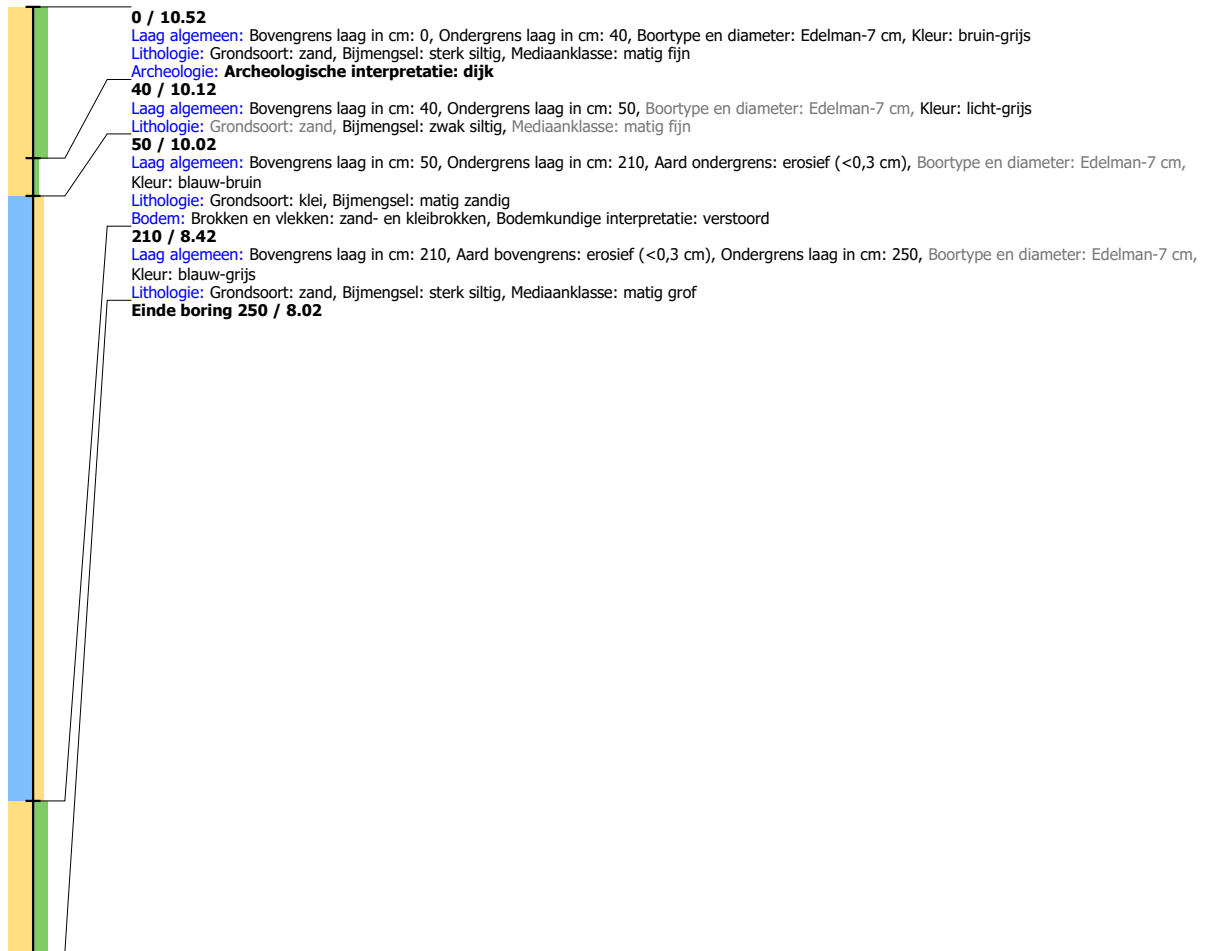 0 / 10.52
Laag algemeen: Bovengrens laag in cm: 0, Ondergrens laag in cm: 40, Boortype en diameter: Edelman-7 cm, Kleur: bruin-grijs
Lithologie: Grondsoort: zand, Bijmengsel: sterk siltig, Mediaanklasse: matig fijn
Archeologie: Archeologische interpretatie: dijk
40 / 10.12
Laag algemeen: Bovengrens laag in cm: 40, Ondergrens laag in cm: 50, Boortype en diameter: Edelman-7 cm, Kleur: licht-grijs
Lithologie: Grondsoort: zand, Bijmengsel: zwak siltig, Mediaanklasse: matig fijn
50 / 10.02
Laag algemeen: Bovengrens laag in cm: 50, Ondergrens laag in cm: 210, Aard ondergrens: erosief (<0,3 cm), Boortype en diameter: Edelman-7 cm,
Kleur: blauw-bruin
Lithologie: Grondsoort: klei, Bijmengsel: matig zandig
Bodem: Brokken en vlekken: zand- en kleibrokken, Bodemkundige interpretatie: verstoord
210 / 8.42
Laag algemeen: Bovengrens laag in cm: 210, Aard bovengrens: erosief (<0,3 cm), Ondergrens laag in cm: 250, Boortype en diameter: Edelman-7 cm,
Kleur: blauw-grijs
Lithologie: Grondsoort: zand, Bijmengsel: sterk siltig, Mediaanklasse: matig grof
Einde boring 250 / 8.02